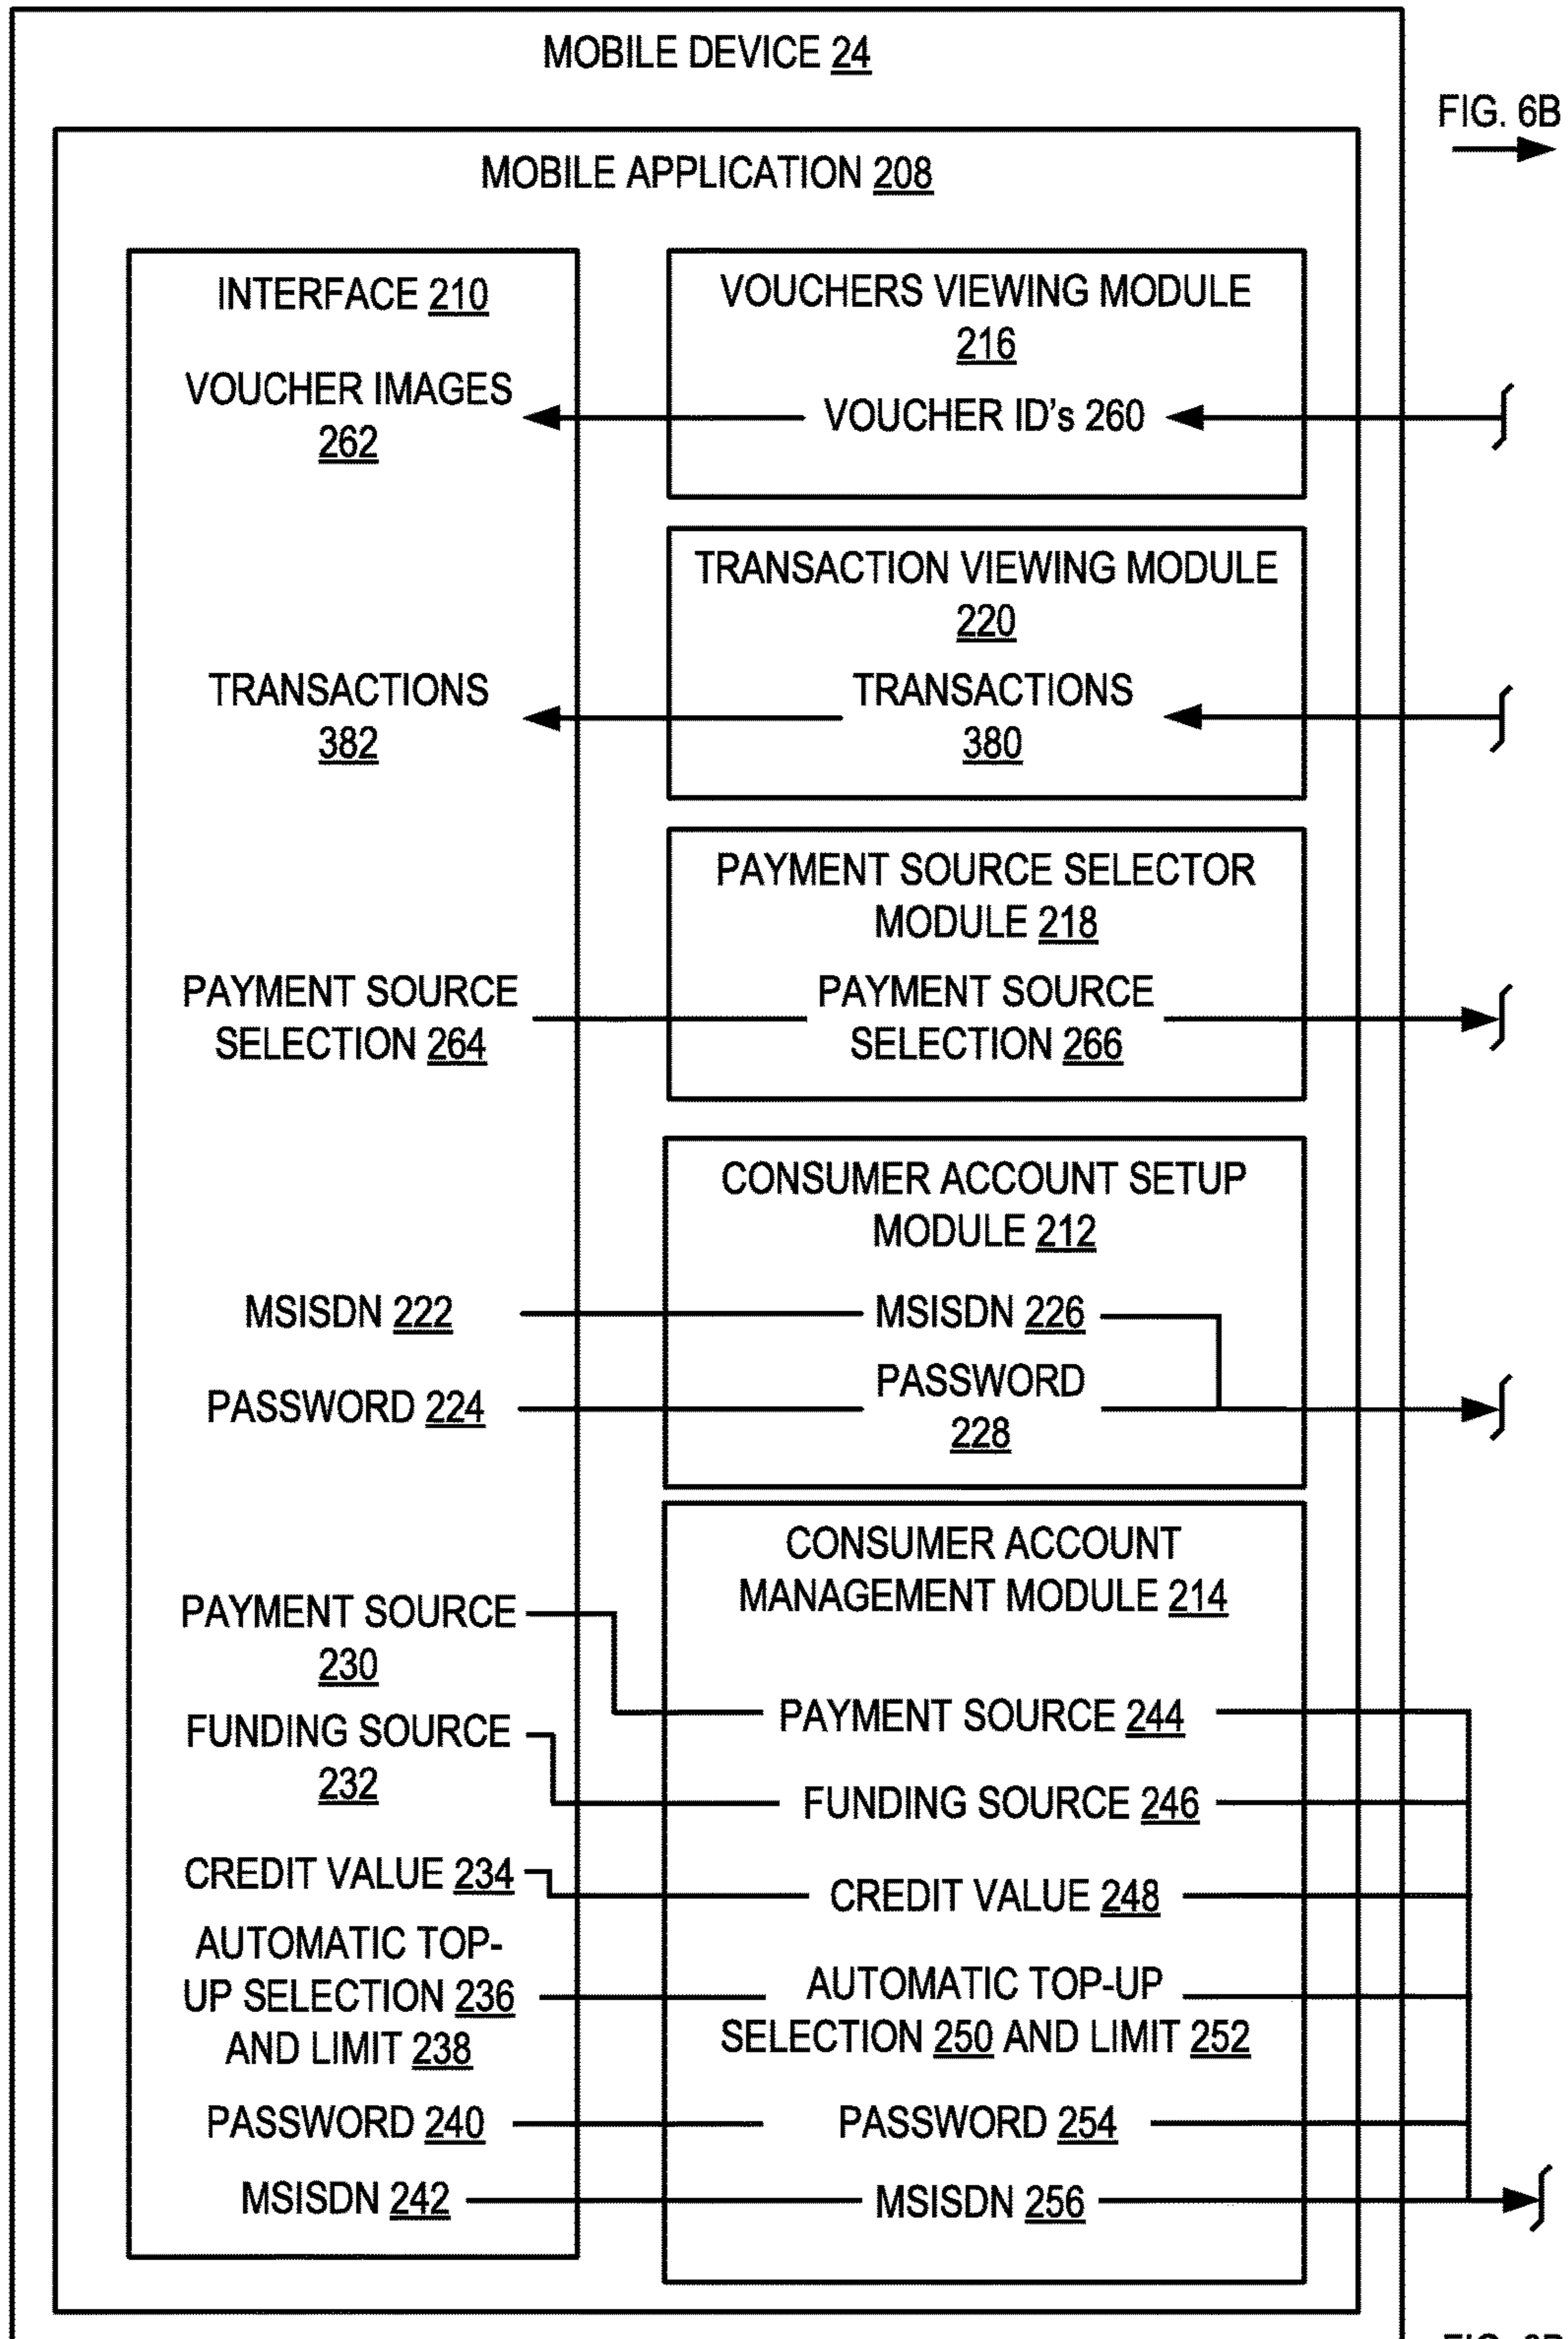 MOBILE DEVICE 24
FIG. 6B
MOBILE APPLICATION 208
INTERFACE 210
VOUCHER IMAGES
262
TRANSACTIONS
382
PAYMENT SOURCE
SELECTION 264
MSISDN 222
PASSWORD 224
PAYMENT SOURCE
230
FUNDING SOURCE
232
CREDIT VALUE 234
AUTOMATIC TOP-
UP SELECTION 236
AND LIMIT 238
PASSWORD 240
MSISDN 242
VOUCHERS VIEWING MODULE
216
VOUCHER ID's 260
TRANSACTION VIEWING MODULE
220
TRANSACTIONS
380
PAYMENT SOURCE SELECTOR
MODULE 218
PAYMENT SOURCE
SELECTION 266
CONSUMER ACCOUNT SETUP
MODULE 212
MSISDN 226
PASSWORD
228
CONSUMER ACCOUNT
MANAGEMENT MODULE 214
PAYMENT SOURCE 244
FUNDING SOURCE 246
CREDIT VALUE 248
AUTOMATIC TOP-UP
SELECTION 250 AND LIMIT 252
PASSWORD 254
MSISDN 256